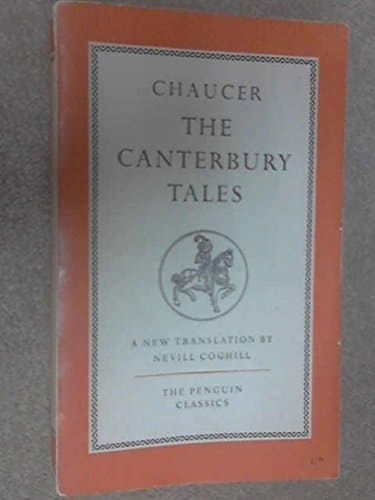 CHAUCER
THE
CANTERBURY
TALES
A NEW TRANSLATION BY
NEVILL COGHILL
THE PENGUIN
CLASSICS